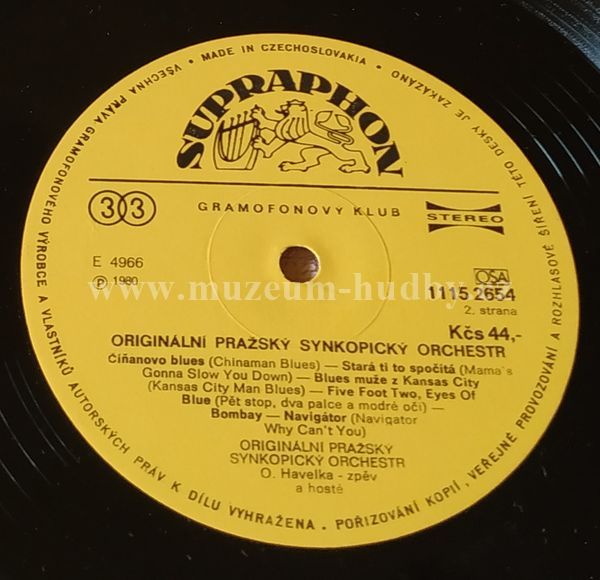 VŠECHNA PRÁVA GRAMOFONOVÉHO VÝROBCE A VLASTNÍKŮ AUTORSKÝCH PRÁV K DÍLU VYHRAŽENA • POŘIZOVÁNÍ KOPIÍ, VEŘEJNÉ PROVOZOVÁNÍ A ROZHLASOVÉ ŠÍŘENÍ TÉTO DESKY JE ZAKÁZÁNO • MADE IN CZECHOSLOVAKIA •
SUPRAPHON
33
GRAMOFONOVÝ KLUB
STEREO
E 4966
℗ 1980
OSA
www.muzeum-hudby.cz
1115 2654
2. strana
Kčs 44,-
ORIGINÁLNÍ PRAŽSKÝ SYNKOPICKÝ ORCHESTR
Číňanovo blues (Chinaman Blues) — Stará ti to spočítá (Mama's
Gonna Slow You Down) — Blues muže z Kansas City
(Kansas City Man Blues) — Five Foot Two, Eyes Of
Blue (Pět stop, dva palce a modré oči) —
Bombay — Navigátor (Navigator
Why Can't You)
ORIGINÁLNÍ PRAŽSKÝ
SYNKOPICKÝ ORCHESTR
O. Havelka - zpěv
a hosté